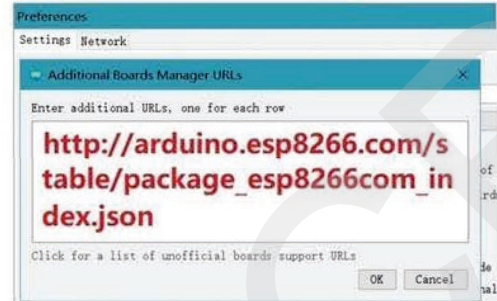 Preferences
Settings Network
Additional Boards Manager URLs
Enter additional URLs, one for each row
http://arduino.esp8266.com/s
table/package_esp8266com_in
dex.json
Click for a list of unofficial boards support URLs
OK Cancel